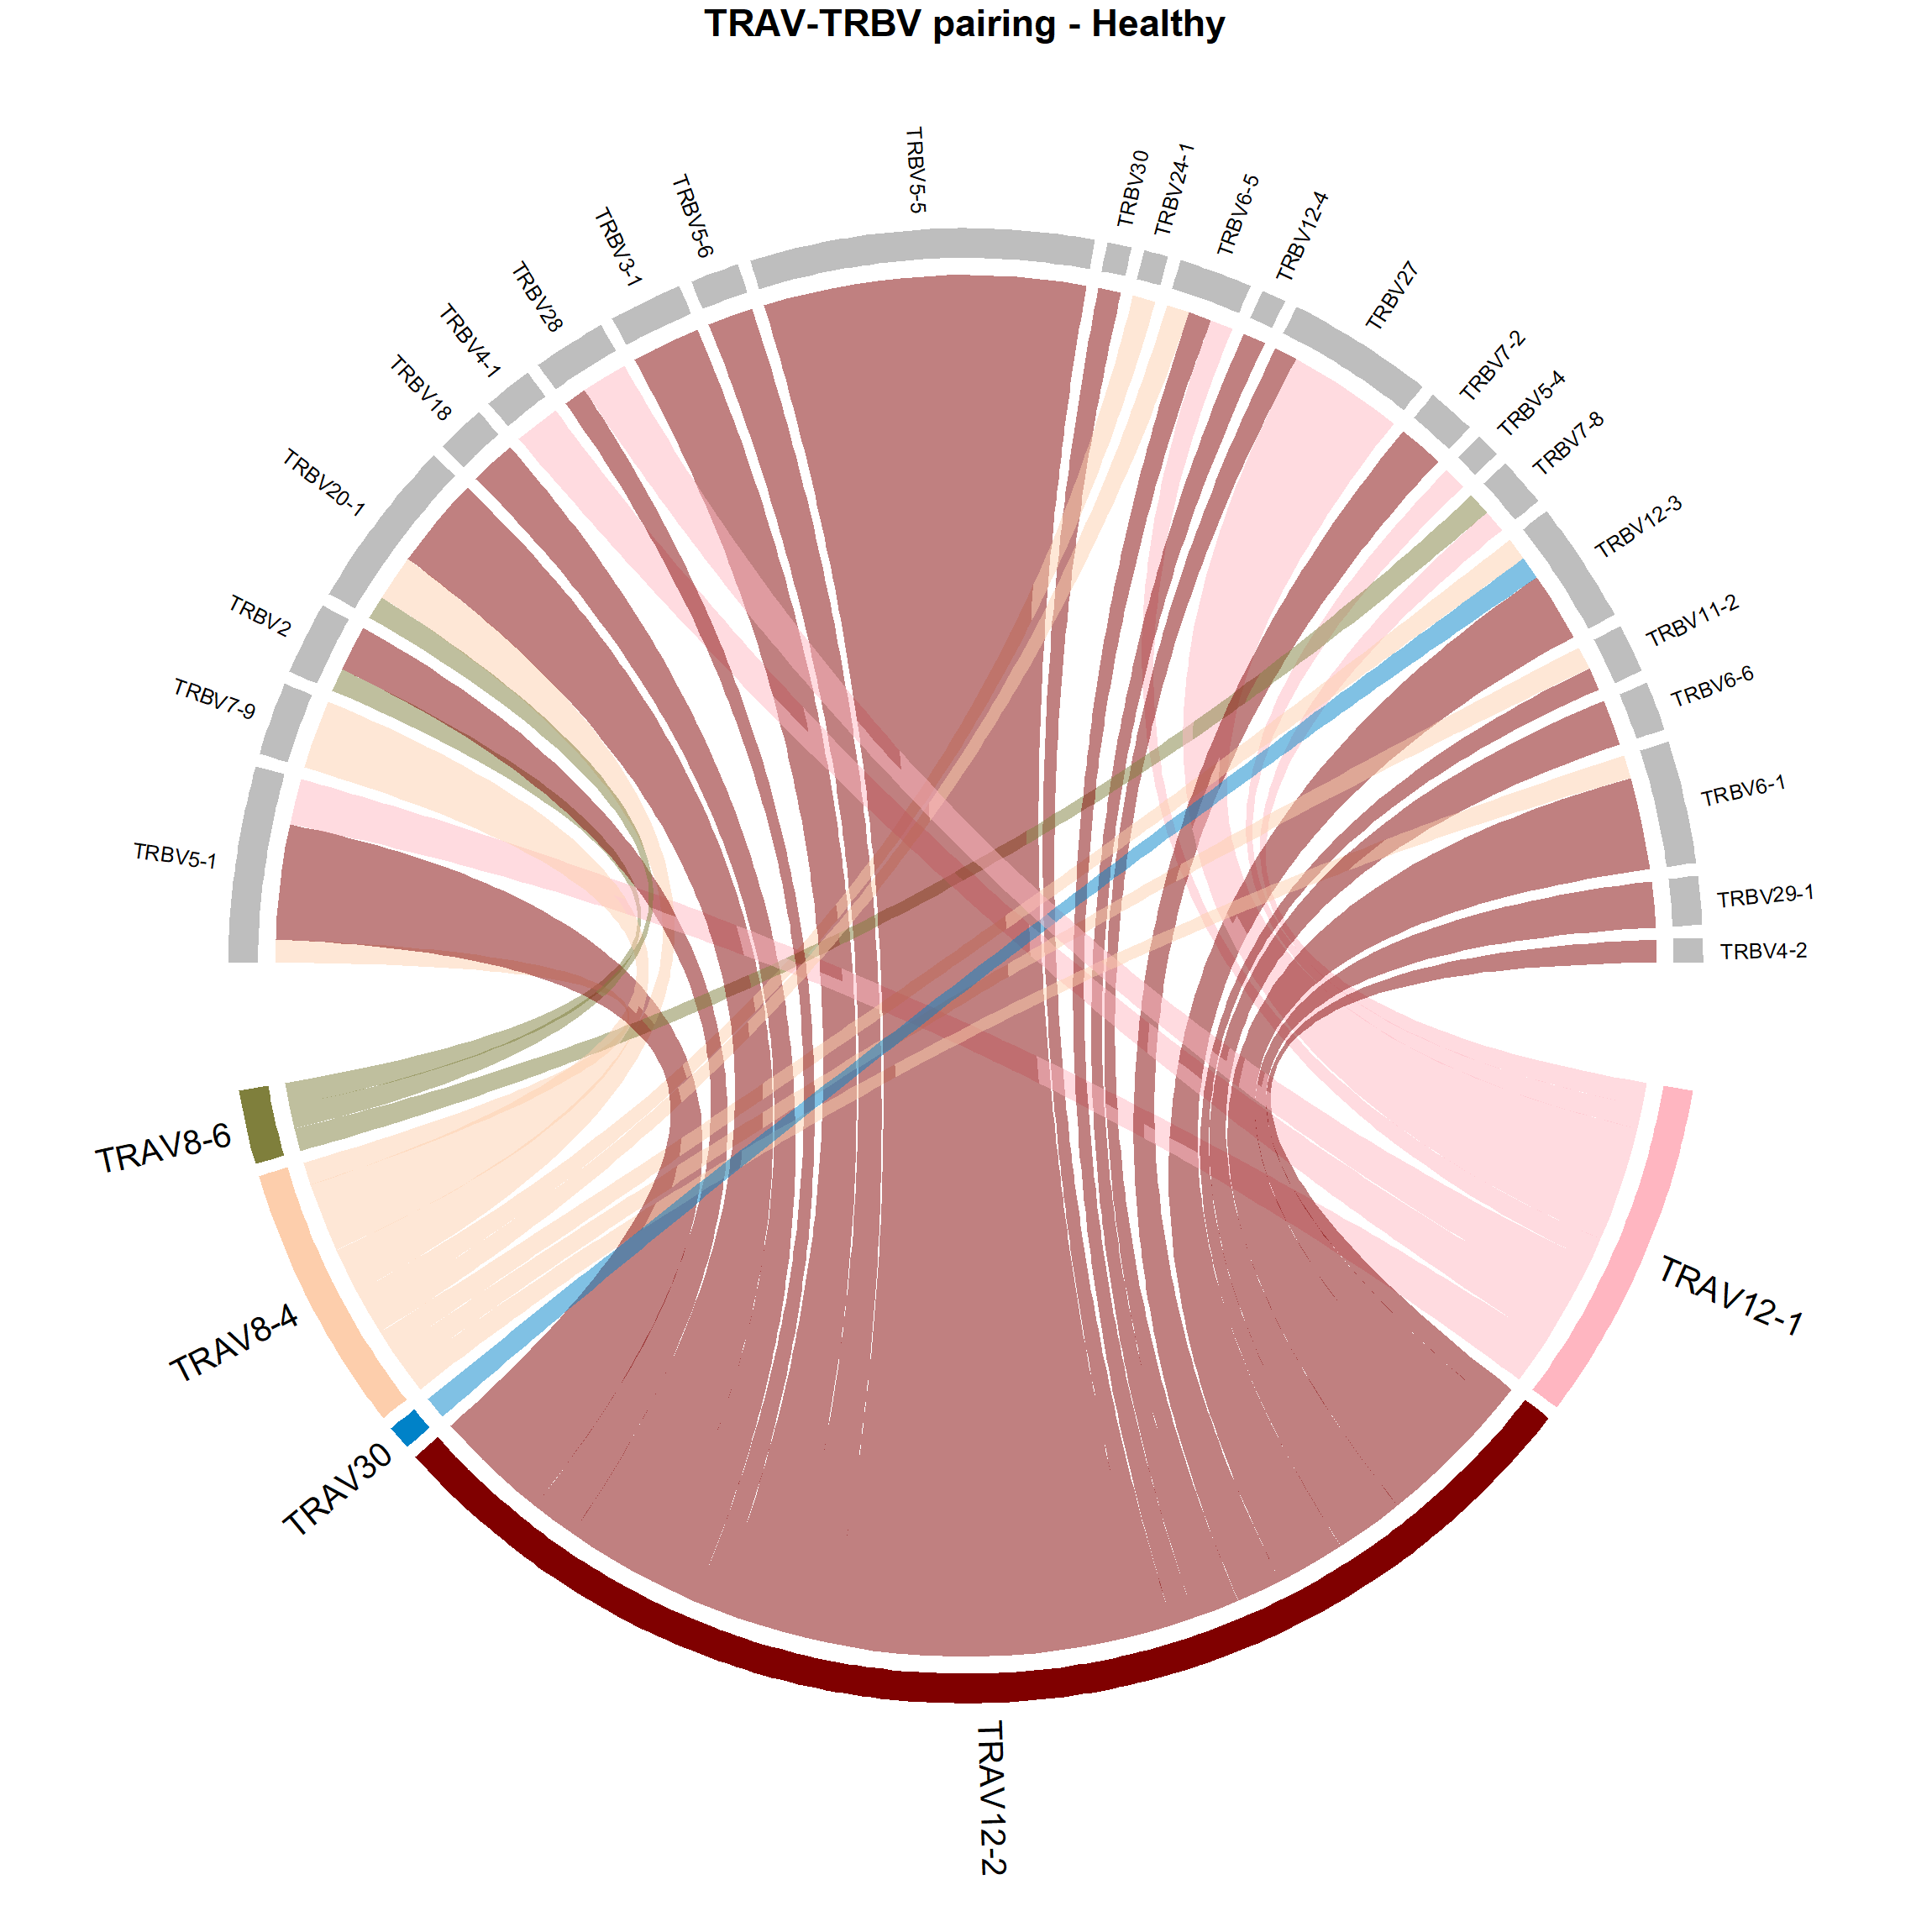 TRAV-TRBV pairing - Healthy
TRBV5-5
TRBV30
TRBV24-1
TRBV6-5
TRBV12-4
TRBV27
TRBV7-2
TRBV5-4
TRBV7-8
TRBV12-3
TRBV11-2
TRBV6-6
TRBV6-1
TRBV29-1
TRBV4-2
TRAV12-1
TRAV12-2
TRAV30
TRAV8-4
TRAV8-6
TRBV5-1
TRBV7-9
TRBV2
TRBV20-1
TRBV18
TRBV4-1
TRBV28
TRBV3-1
TRBV5-6